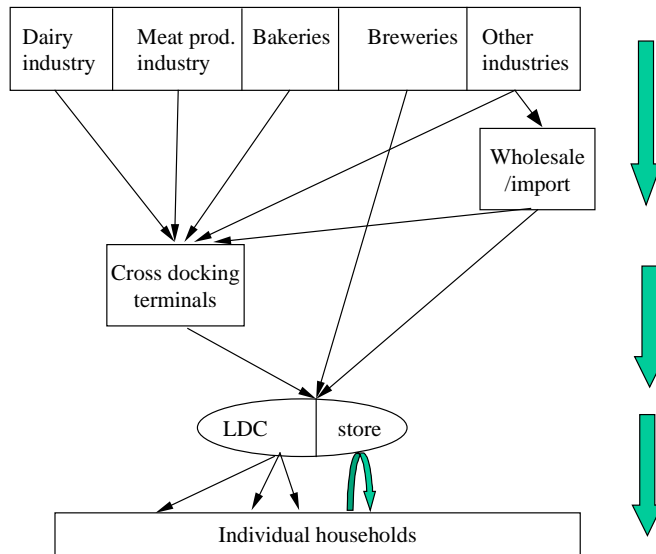 Dairy
industry
Meat prod.
industry
Bakeries
Breweries
Other
industries
Wholesale
/import
Cross docking
terminals
LDC
store
Individual households